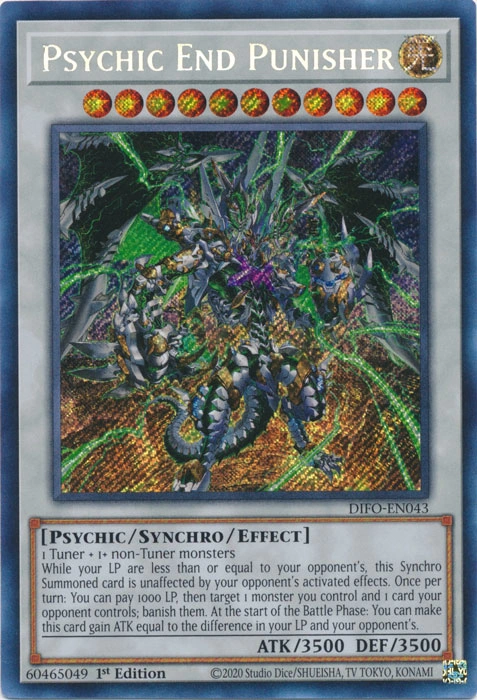 PSYCHIC END PUNISHER
DIFO-EN043
[PSYCHIC/SYNCHRO/EFFECT]
1 Tuner + 1+ non-Tuner monsters
While your LP are less than or equal to your opponent's, this Synchro
Summoned card is unaffected by your opponent's activated effects. Once per
turn: You can pay 1000 LP, then target 1 monster you control and 1 card your
opponent controls; banish them. At the start of the Battle Phase: You can make
this card gain ATK equal to the difference in your LP and your opponent's.
ATK/3500 DEF/3500
60465049 1st Edition ©2020 Studio Dice/SHUEISHA, TV TOKYO, KONAMI